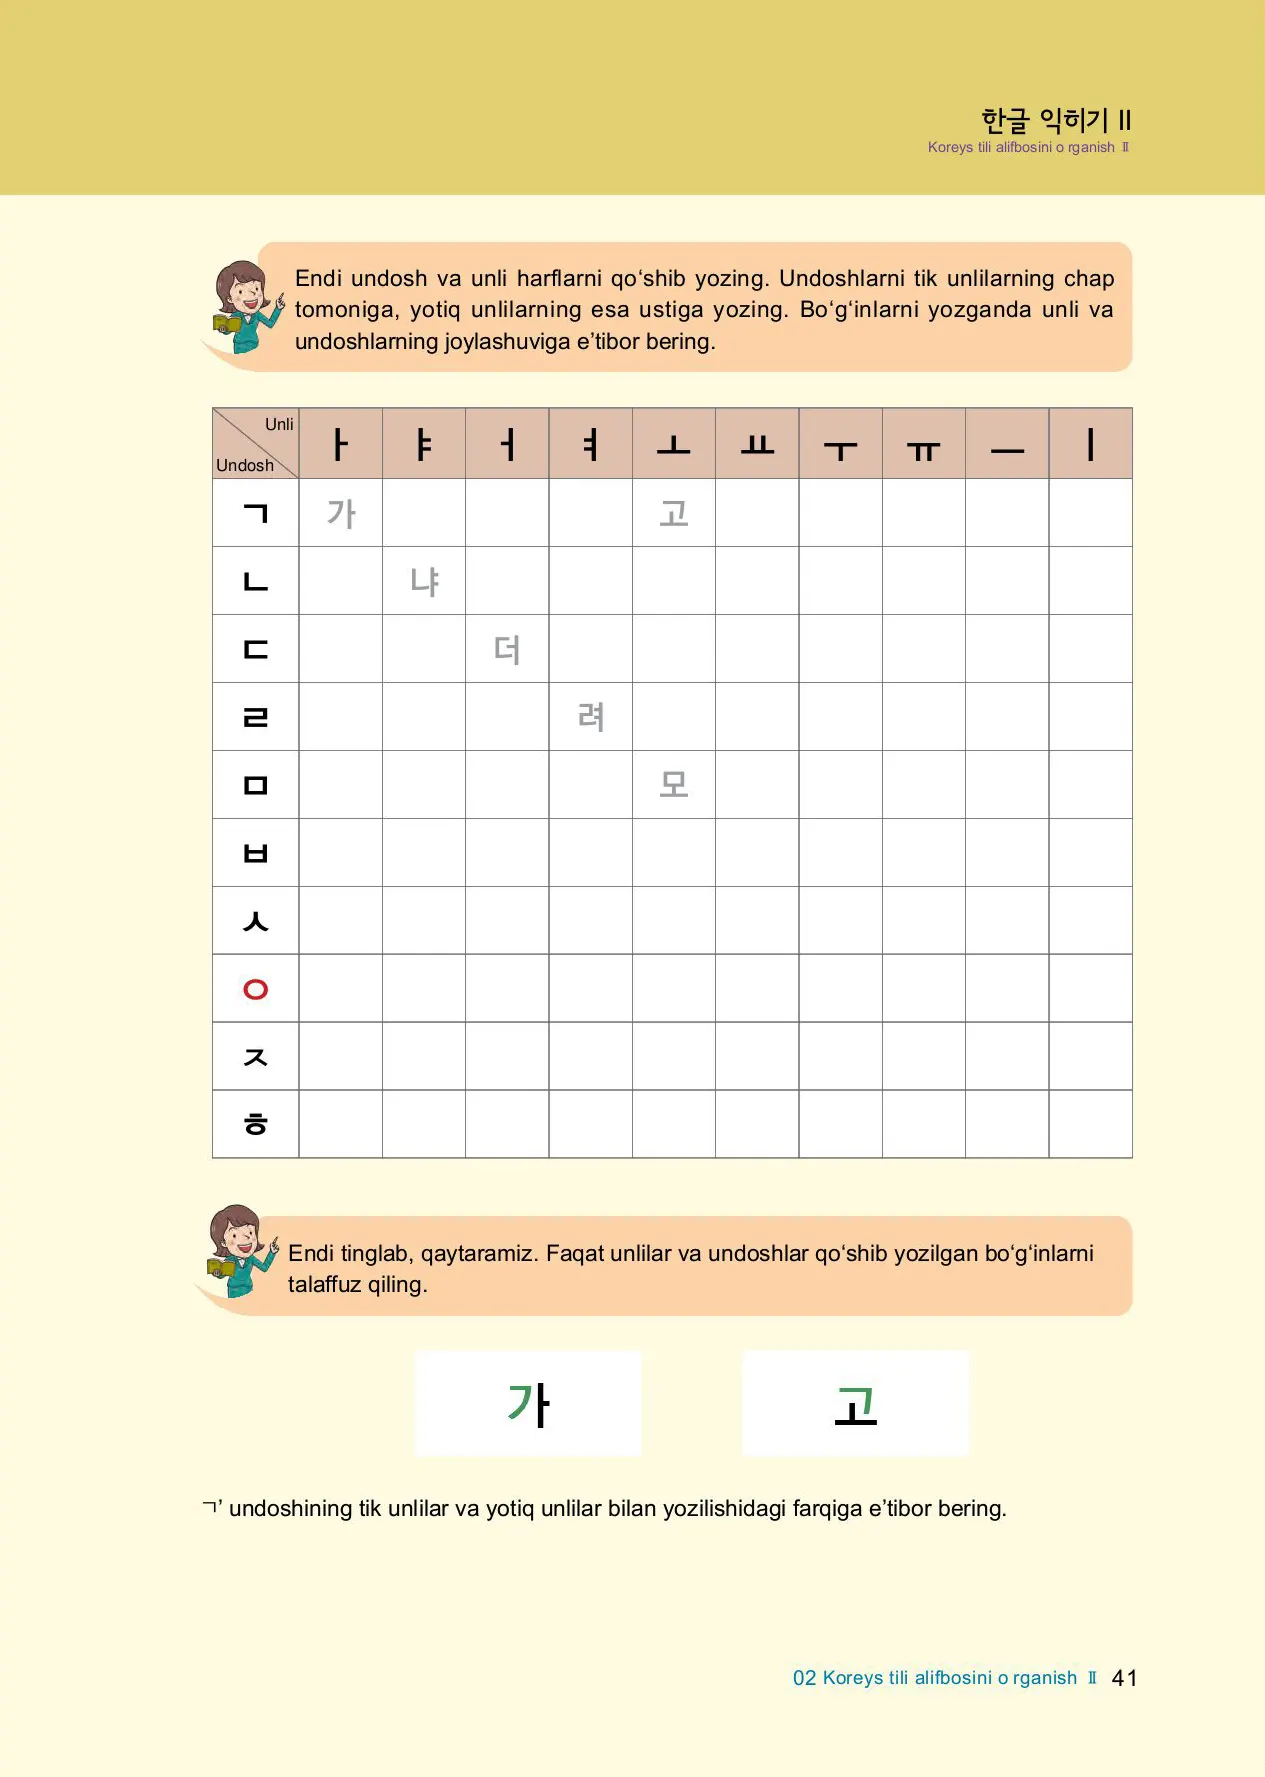 한글 익히기 II
Koreys tili alifbosini o rganish Ⅱ
Endi undosh va unli harflarni qo‘shib yozing. Undoshlarni tik unlilarning chap
tomoniga, yotiq unlilarning esa ustiga yozing. Bo‘g‘inlarni yozganda unli va
undoshlarning joylashuviga e’tibor bering.
Unli
Undosh
ㅏ ㅑ ㅓ ㅕ ㅗ ㅛ ㅜ ㅠ ㅡ ㅣ
ㄱ 가 고
ㄴ 냐
ㄷ 더
ㄹ 려
ㅁ 모
ㅂ
ㅅ
ㅇ
ㅈ
ㅎ
Endi tinglab, qaytaramiz. Faqat unlilar va undoshlar qo‘shib yozilgan bo‘g‘inlarni
talaffuz qiling.
가 고
ㄱ’ undoshining tik unlilar va yotiq unlilar bilan yozilishidagi farqiga e’tibor bering.
02 Koreys tili alifbosini o rganish Ⅱ 41